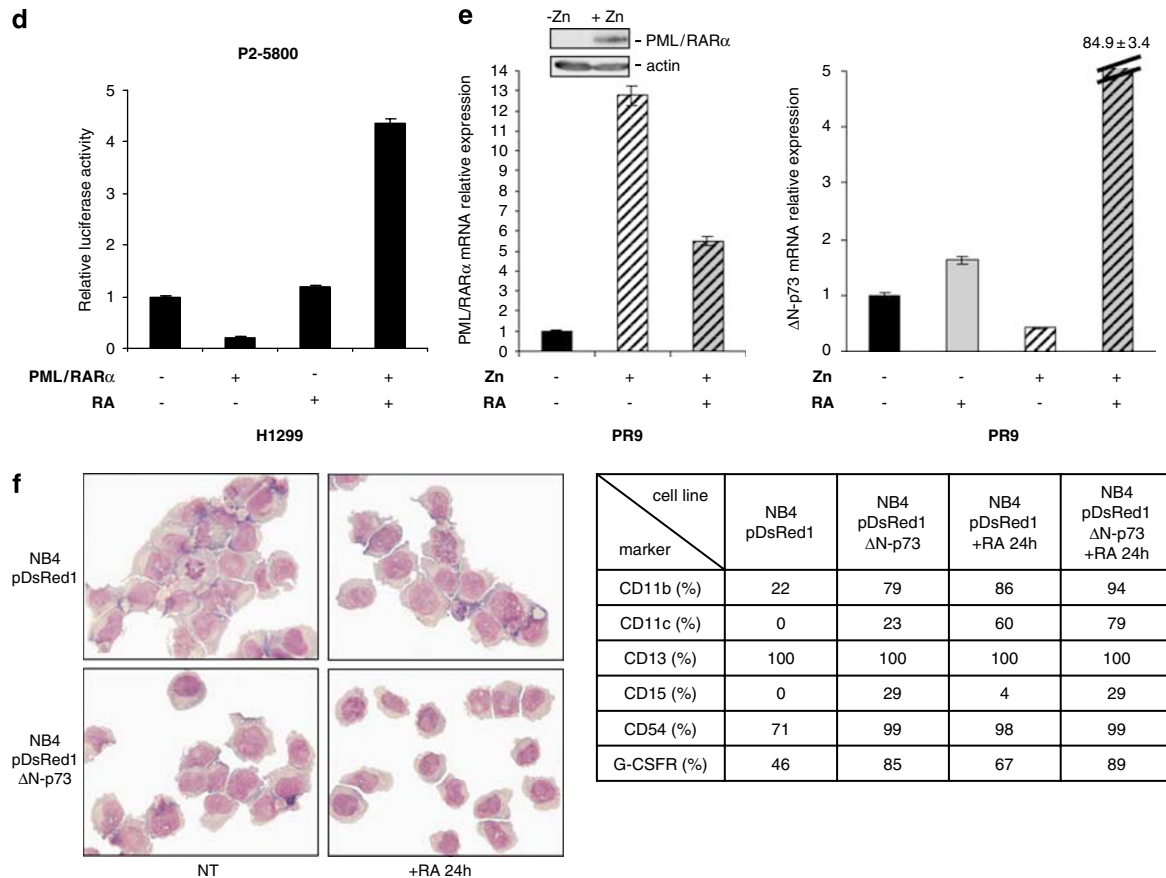 d
P2-5800
Relative luciferase activity
5
4
3
2
1
0
PML/RARα - + - +
RA - - + +
H1299
e
-Zn + Zn
- PML/RARα
- actin
PML/RARα mRNA relative expression
14
13
12
11
10
9
8
7
6
5
4
3
2
1
0
Zn - + +
RA - - +
PR9
84.9 ± 3.4
ΔN-p73 mRNA relative expression
5
4
3
2
1
0
Zn - - + +
RA - + - +
PR9
f
NB4
pDsRed1
NB4
pDsRed1
ΔN-p73
NT
+RA 24h
cell line
marker
NB4
pDsRed1
NB4
pDsRed1
ΔN-p73
NB4
pDsRed1
+RA 24h
NB4
pDsRed1
ΔN-p73
+RA 24h
CD11b (%) 22 79 86 94
CD11c (%) 0 23 60 79
CD13 (%) 100 100 100 100
CD15 (%) 0 29 4 29
CD54 (%) 71 99 98 99
G-CSFR (%) 46 85 67 89